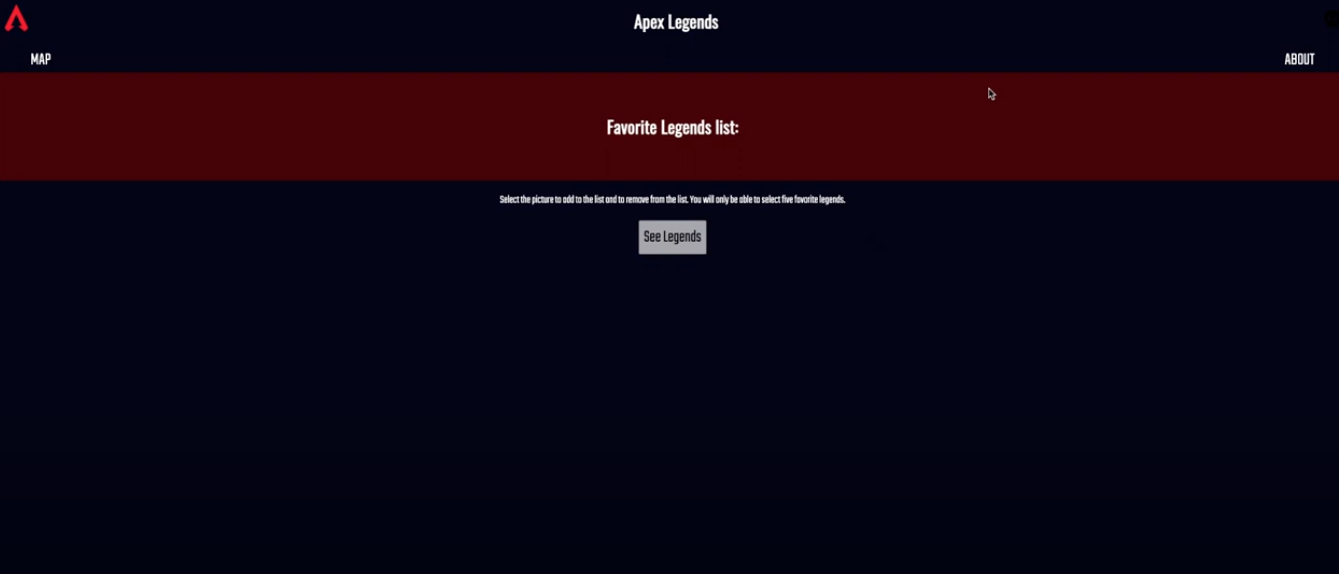 Apex Legends
MAP
ABOUT
Favorite Legends list:
Select the picture to add to the list and to remove from the list. You will only be able to select five favorite legends.
See Legends